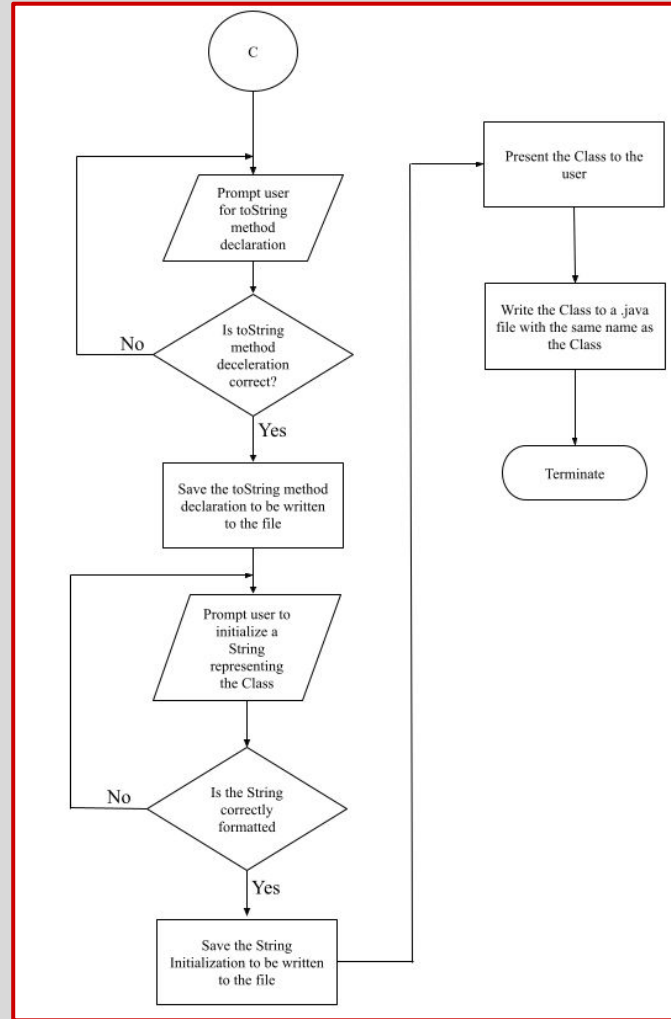 C
Prompt user
for toString
method
declaration
Is toString
method
deceleration
correct?
No
Yes
Save the toString method
declaration to be written
to the file
Prompt user to
initialize a
String
representing
the Class
Is the String
correctly
formatted
No
Yes
Save the String
Initialization to be written
to the file
Present the Class to the
user
Write the Class to a .java
file with the same name as
the Class
Terminate